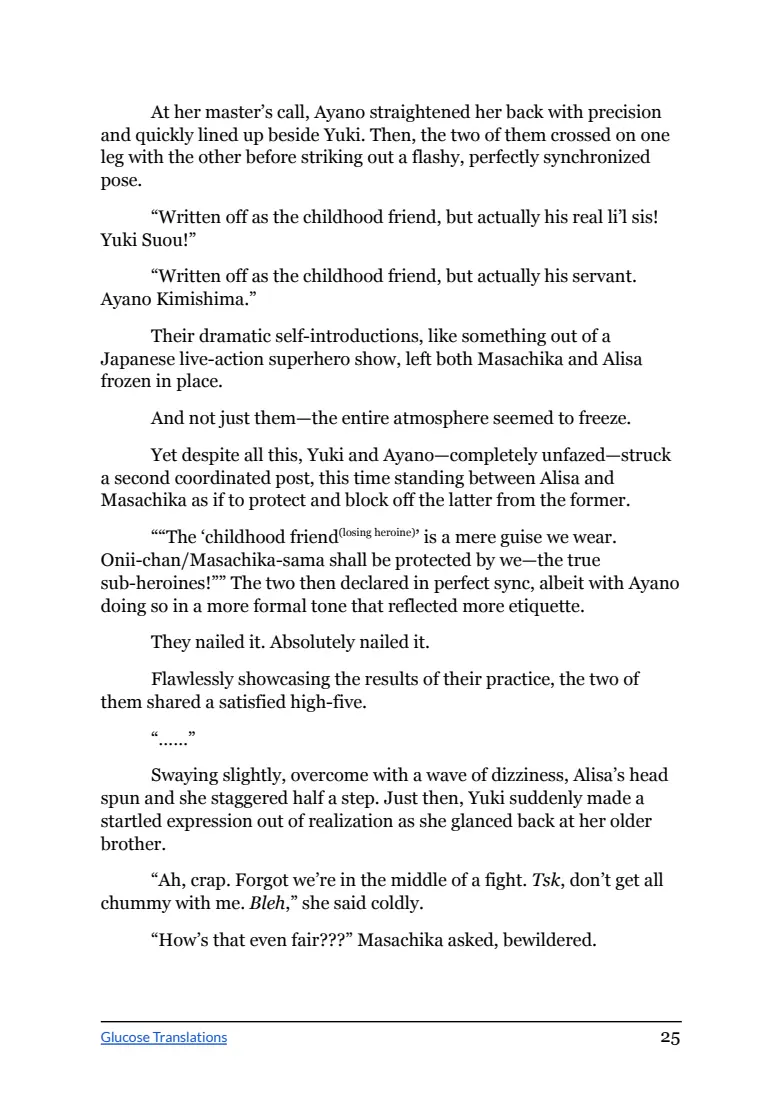 At her master’s call, Ayano straightened her back with precision
and quickly lined up beside Yuki. Then, the two of them crossed on one
leg with the other before striking out a flashy, perfectly synchronized
pose.
“Written off as the childhood friend, but actually his real li’l sis!
Yuki Suou!”
“Written off as the childhood friend, but actually his servant.
Ayano Kimishima.”
Their dramatic self-introductions, like something out of a
Japanese live-action superhero show, left both Masachika and Alisa
frozen in place.
And not just them—the entire atmosphere seemed to freeze.
Yet despite all this, Yuki and Ayano—completely unfazed—struck
a second coordinated post, this time standing between Alisa and
Masachika as if to protect and block off the latter from the former.
““The ‘childhood friend(losing heroine)’ is a mere guise we wear.
Onii-chan/Masachika-sama shall be protected by we—the true
sub-heroines!”” The two then declared in perfect sync, albeit with Ayano
doing so in a more formal tone that reflected more etiquette.
They nailed it. Absolutely nailed it.
Flawlessly showcasing the results of their practice, the two of
them shared a satisfied high-five.
“......”
Swaying slightly, overcome with a wave of dizziness, Alisa’s head
spun and she staggered half a step. Just then, Yuki suddenly made a
startled expression out of realization as she glanced back at her older
brother.
“Ah, crap. Forgot we’re in the middle of a fight. Tsk, don’t get all
chummy with me. Bleh,” she said coldly.
“How’s that even fair???” Masachika asked, bewildered.
Glucose Translations
25